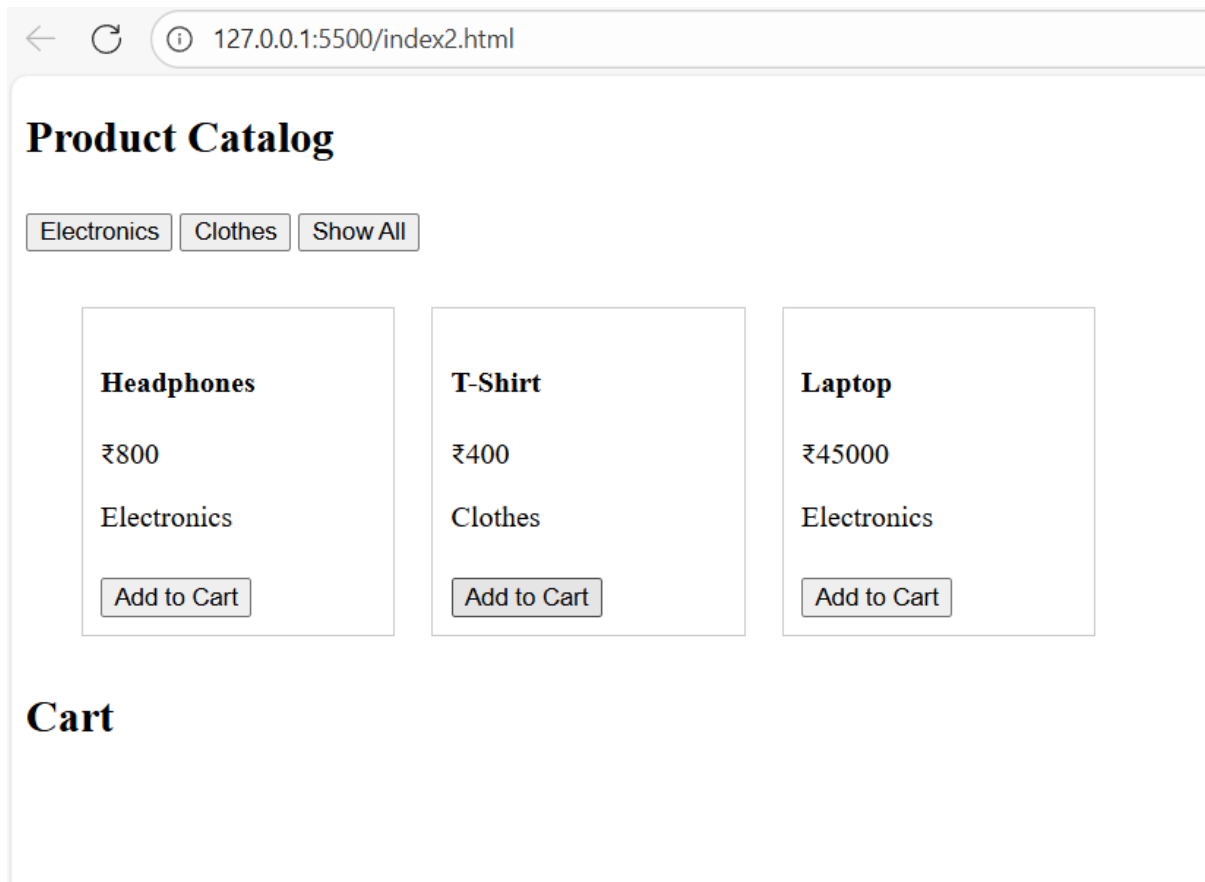 127.0.0.1:5500/index2.html
Product Catalog
Electronics Clothes Show All
Headphones T-Shirt Laptop
₹800 ₹400 ₹45000
Electronics Clothes Electronics
Add to Cart Add to Cart Add to Cart
Cart